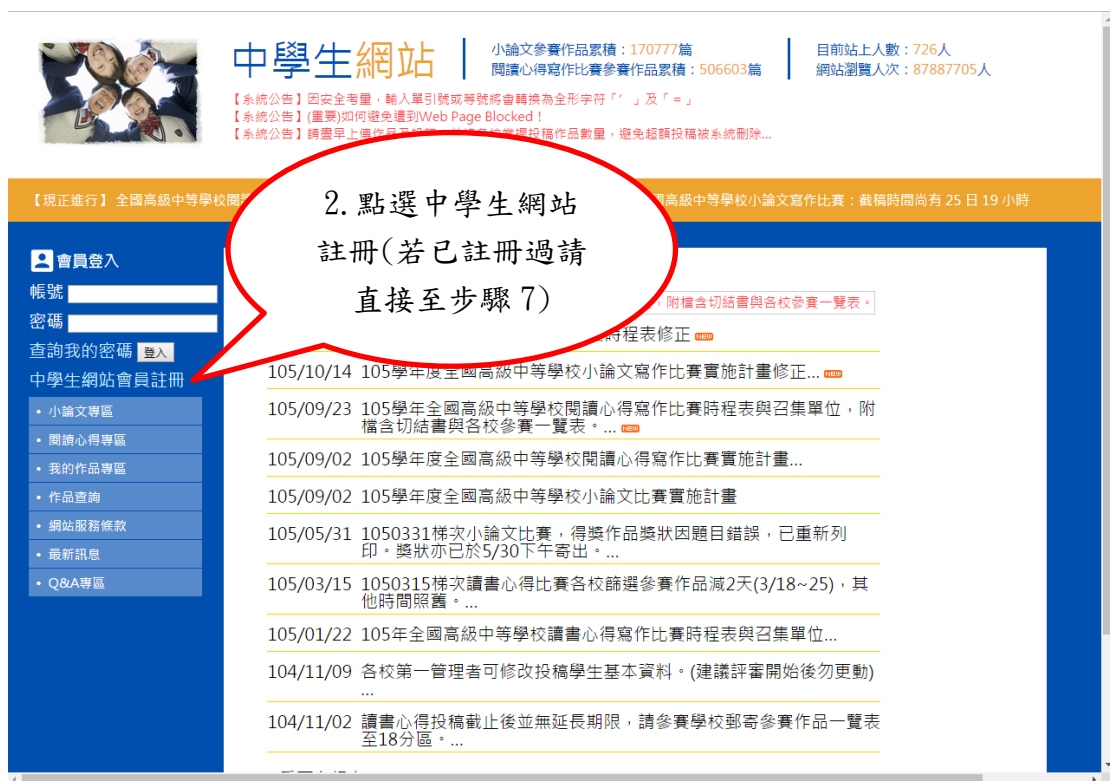 中學生網站
小論文參賽作品累積：170777篇
閱讀心得寫作比賽參賽作品累積：506603篇
目前站上人數：726人
網站瀏覽人次：87887705人
【系統公告】因安全考量，輸入單引號或等號將會轉換為全形字符「′」及「＝」
【系統公告】(重要)如何避免遭到Web Page Blocked！
【系統公告】請盡早上傳作品
投稿作品數量，避免超額投稿被系統刪除...
【現正進行】全國高級中等學校閱
高級中等學校小論文寫作比賽：截稿時間尚有 25 日 19 小時
2.點選中學生網站
註冊(若已註冊過請
直接至步驟 7)
會員登入
帳號
密碼
查詢我的密碼 登入
中學生網站會員註冊
• 小論文專區
• 閱讀心得專區
• 我的作品專區
• 作品查詢
• 網站服務條款
• 最新訊息
• Q&A專區
，附檔含切結書與各校參賽一覽表。
時程表修正 NEW
105/10/14 105學年度全國高級中等學校小論文寫作比賽實施計畫修正... NEW
105/09/23 105學年全國高級中等學校閱讀心得寫作比賽時程表與召集單位，附
檔含切結書與各校參賽一覽表。... NEW
105/09/02 105學年度全國高級中等學校閱讀心得寫作比賽實施計畫...
105/09/02 105學年度全國高級中等學校小論文比賽實施計畫
105/05/31 1050331梯次小論文比賽，得獎作品獎狀因題目錯誤，已重新列
印。獎狀亦已於5/30下午寄出。...
105/03/15 1050315梯次讀書心得比賽各校篩選參賽作品減2天(3/18~25)，其
他時間照舊。...
105/01/22 105年全國高級中等學校讀書心得寫作比賽時程表與召集單位...
104/11/09 各校第一管理者可修改投稿學生基本資料。(建議評審開始後勿更動)
...
104/11/02 讀書心得投稿截止後並無延長期限，請參賽學校郵寄參賽作品一覽表
至18分區。...